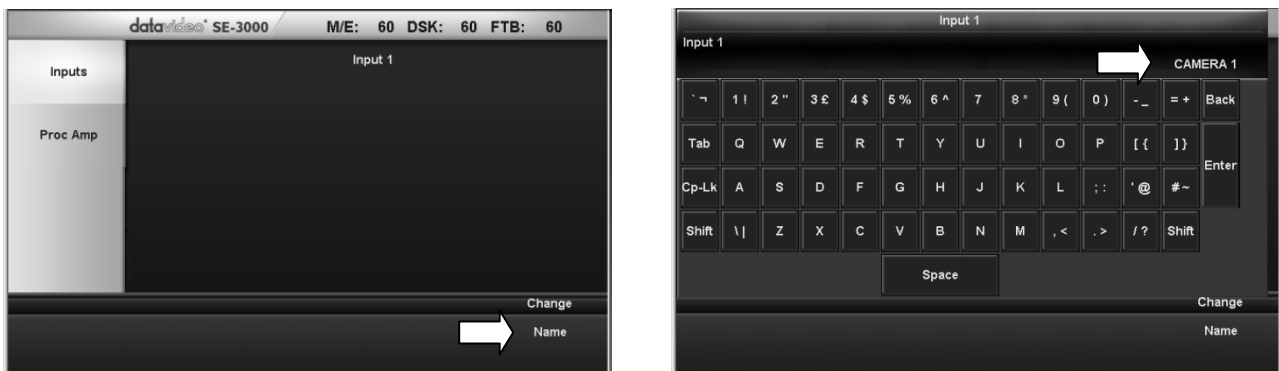 datavideo SE-3000 M/E: 60 DSK: 60 FTB: 60
Inputs
Proc Amp
Input 1
Change
Name
Input 1
Input 1
CAMERA 1
` ¬ 1 ! 2 " 3 £ 4 $ 5 % 6 ^ 7 8 * 9 ( 0 ) - _ = + Back
Tab Q W E R T Y U I O P [ { ] } Enter
Cp-Lk A S D F G H J K L ; : ' @ # ~
Shift \ | Z X C V B N M , < . > / ? Shift
Space
Change
Name